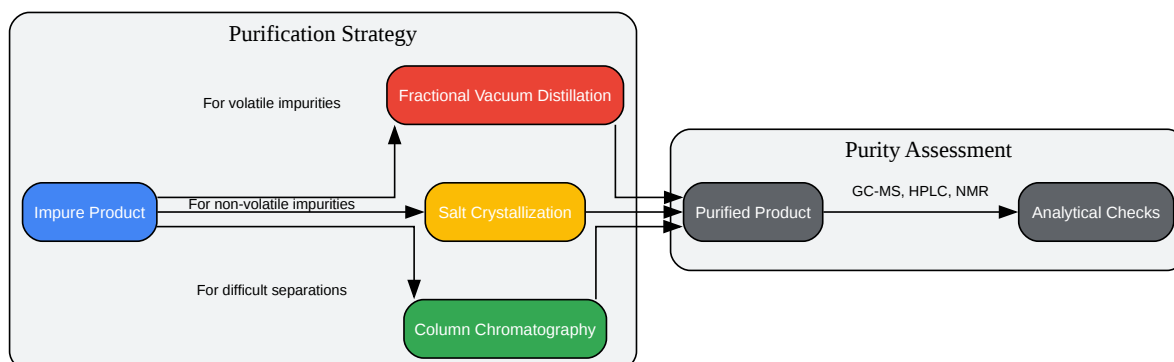 Purification Strategy
For volatile impurities
Fractional Vacuum Distillation
Impure Product
For non-volatile impurities
Salt Crystallization
For difficult separations
Column Chromatography
Purity Assessment
Purified Product
GC-MS, HPLC, NMR
Analytical Checks